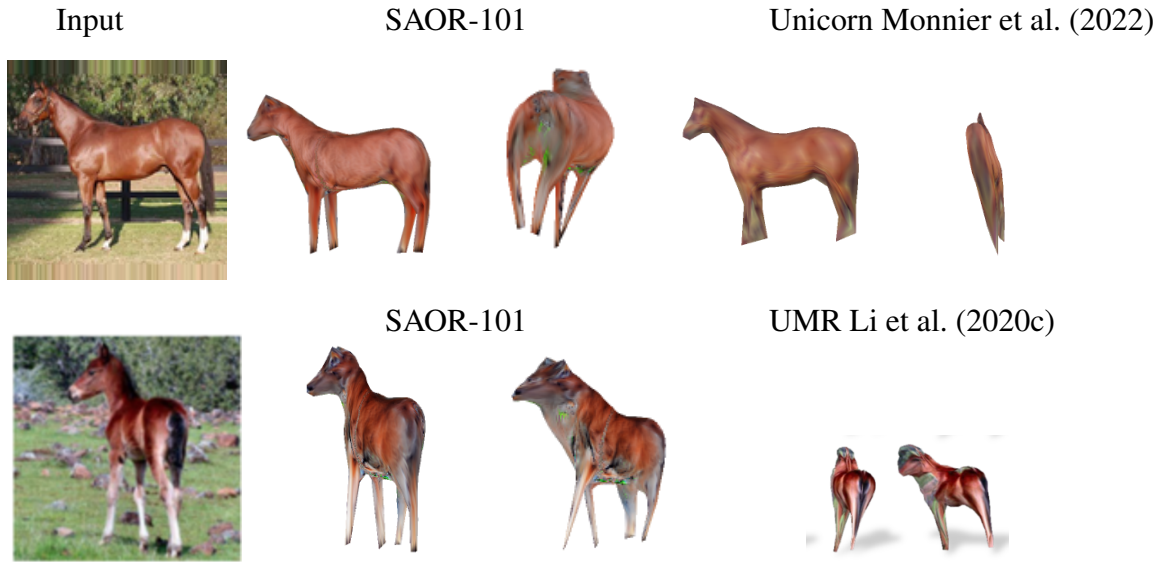 Input
SAOR-101
Unicorn Monnier et al. (2022)
SAOR-101
UMR Li et al. (2020c)